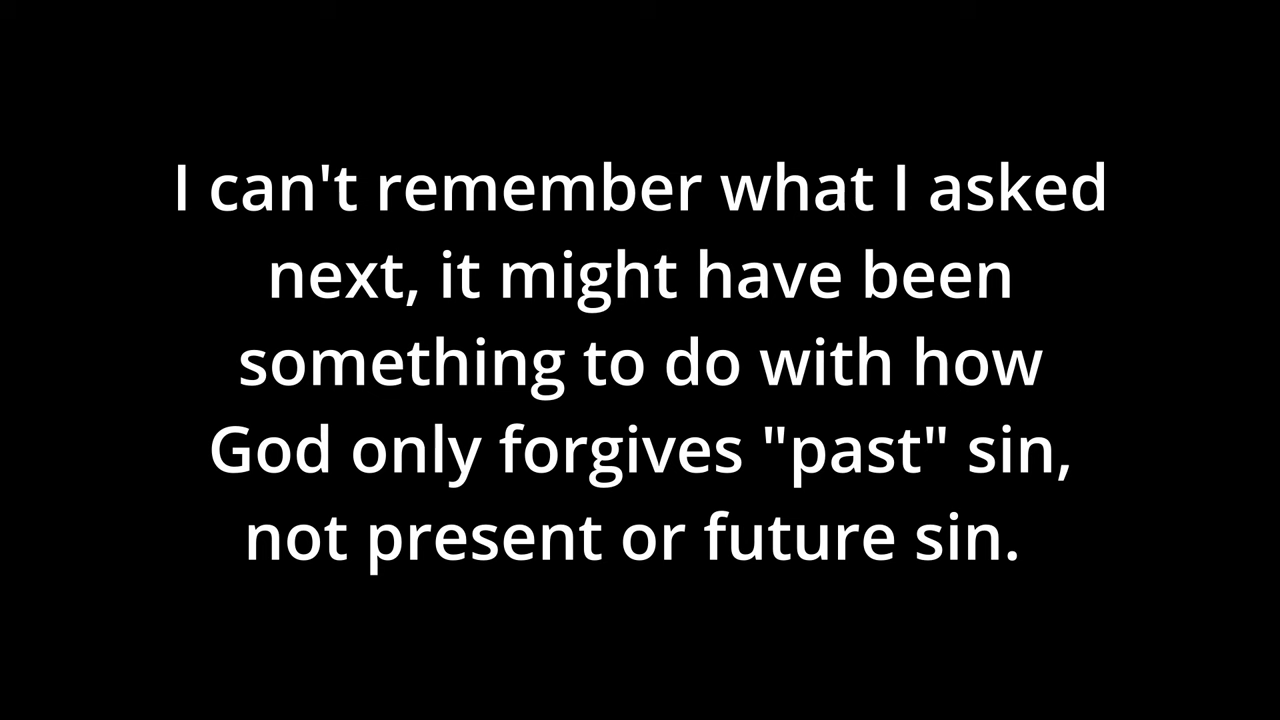 I can't remember what I asked
next, it might have been
something to do with how
God only forgives "past" sin,
not present or future sin.